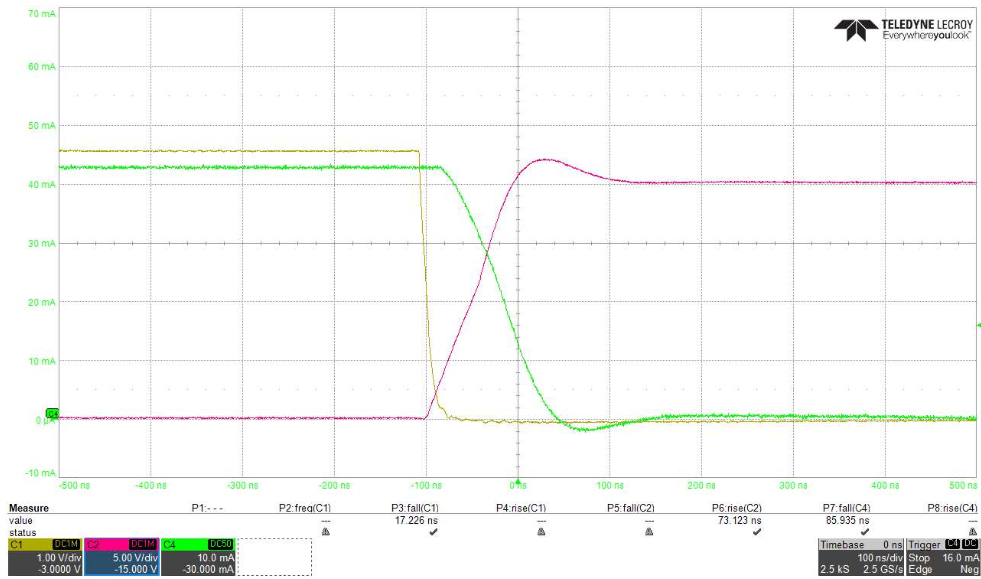 70 mA
TELEDYNE LECROY
Everywhereyoulook™
60 mA
50 mA
40 mA
30 mA
20 mA
10 mA
C4
0 µA
-10 mA
-500 ns -400 ns -300 ns -200 ns -100 ns 0 ns 100 ns 200 ns 300 ns 400 ns 500 ns
Measure P1:- - - P2:freq(C1) P3:fall(C1) P4:rise(C1) P5:fall(C2) P6:rise(C2) P7:fall(C4) P8:rise(C4)
value --- 17.226 ns --- --- 73.123 ns 85.935 ns ---
status
C1 DC1M C2 DC1M C4 DC50 Timebase 0 ns Trigger C4 DC
1.00 V/div 5.00 V/div 10.0 mA 100 ns/div Stop 16.0 mA
-3.0000 V -15.000 V -30.000 mA 2.5 kS 2.5 GS/s Edge Neg